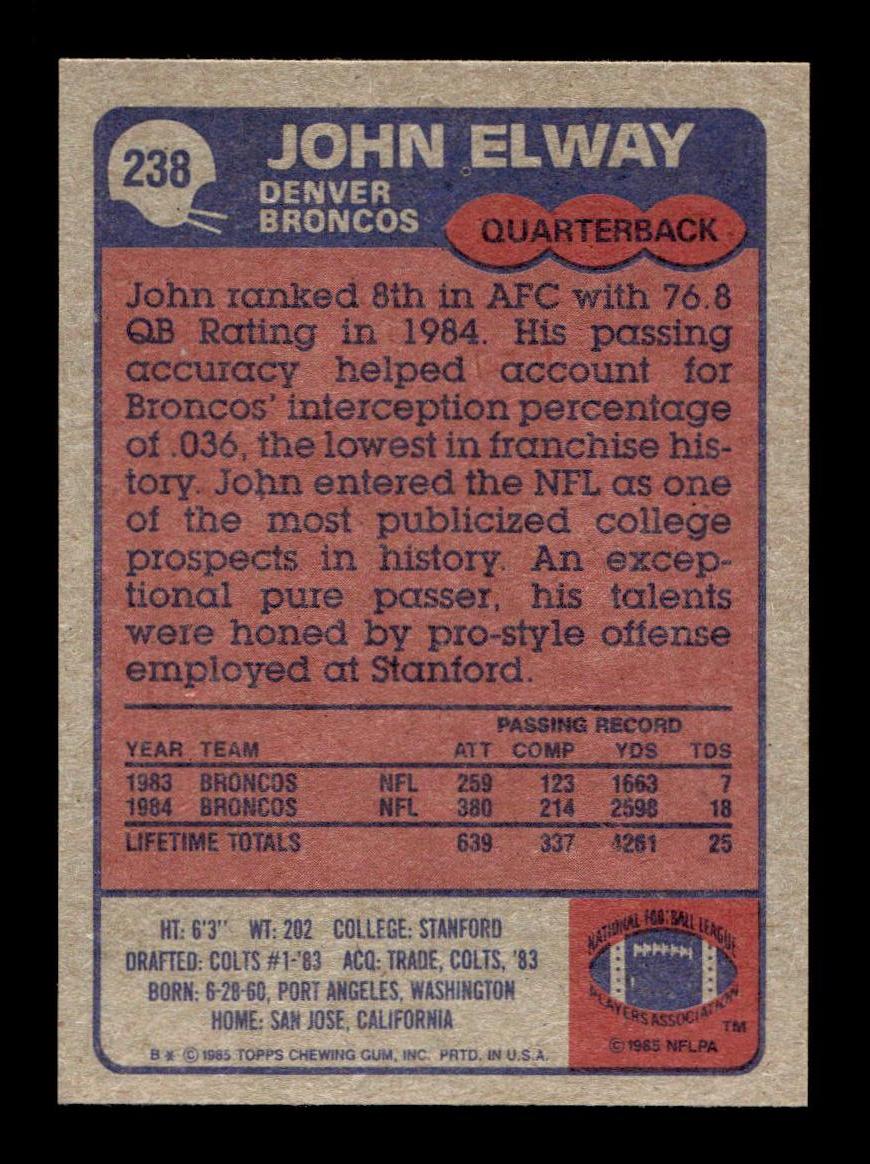 238
JOHN ELWAY
DENVER
BRONCOS
QUARTERBACK
John ranked 8th in AFC with 76.8
QB Rating in 1984. His passing
accuracy helped account for
Broncos' interception percentage
of .036, the lowest in franchise his-
tory. John entered the NFL as one
of the most publicized college
prospects in history. An excep-
tional pure passer, his talents
were honed by pro-style offense
employed at Stanford.
PASSING RECORD
YEAR TEAM ATT COMP YDS TDS
1983 BRONCOS NFL 259 123 1663 7
1984 BRONCOS NFL 380 214 2598 18
LIFETIME TOTALS 639 337 4261 25
HT: 6'3" WT: 202 COLLEGE: STANFORD
DRAFTED: COLTS #1-'83 ACQ: TRADE, COLTS, '83
BORN: 6-28-60, PORT ANGELES, WASHINGTON
HOME: SAN JOSE, CALIFORNIA
B* © 1985 TOPPS CHEWING GUM, INC. PRTD. IN U.S.A.
NATIONAL FOOTBALL LEAGUE
PLAYERS ASSOCIATION
TM
© 1985 NFLPA